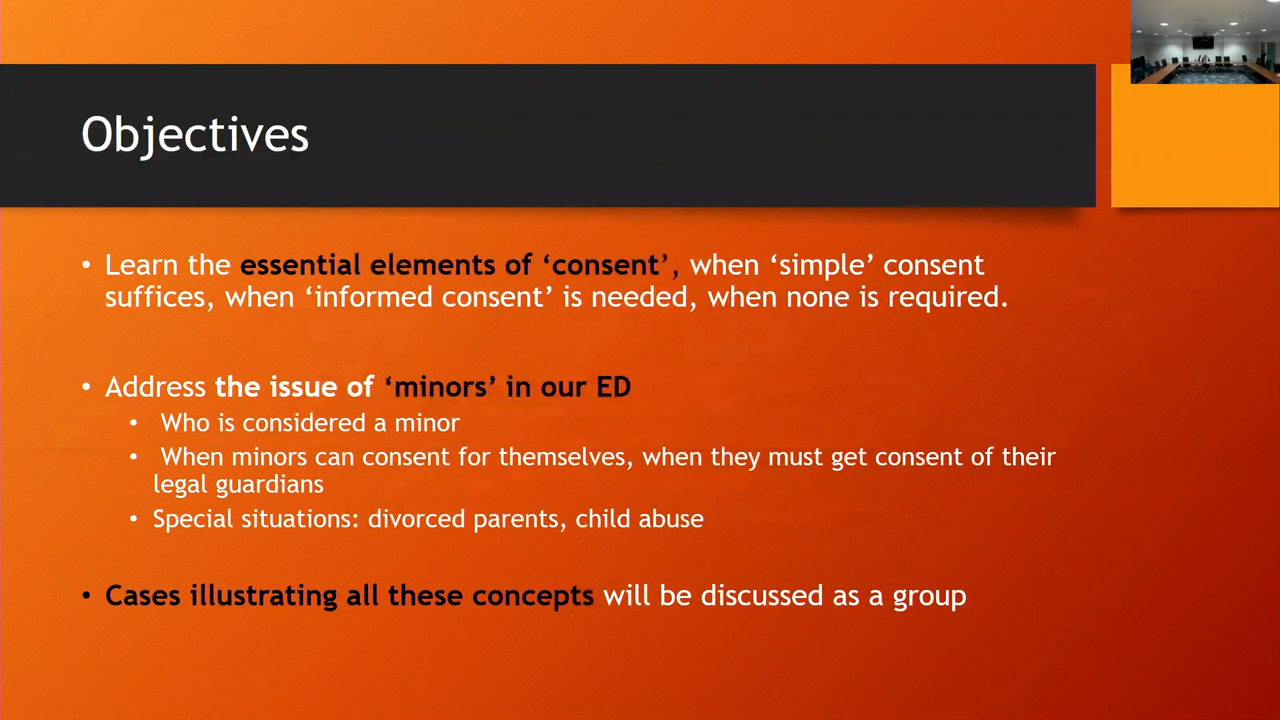 Objectives
• Learn the essential elements of ‘consent’, when ‘simple’ consent
suffices, when ‘informed consent’ is needed, when none is required.
• Address the issue of ‘minors’ in our ED
• Who is considered a minor
• When minors can consent for themselves, when they must get consent of their
legal guardians
• Special situations: divorced parents, child abuse
• Cases illustrating all these concepts will be discussed as a group